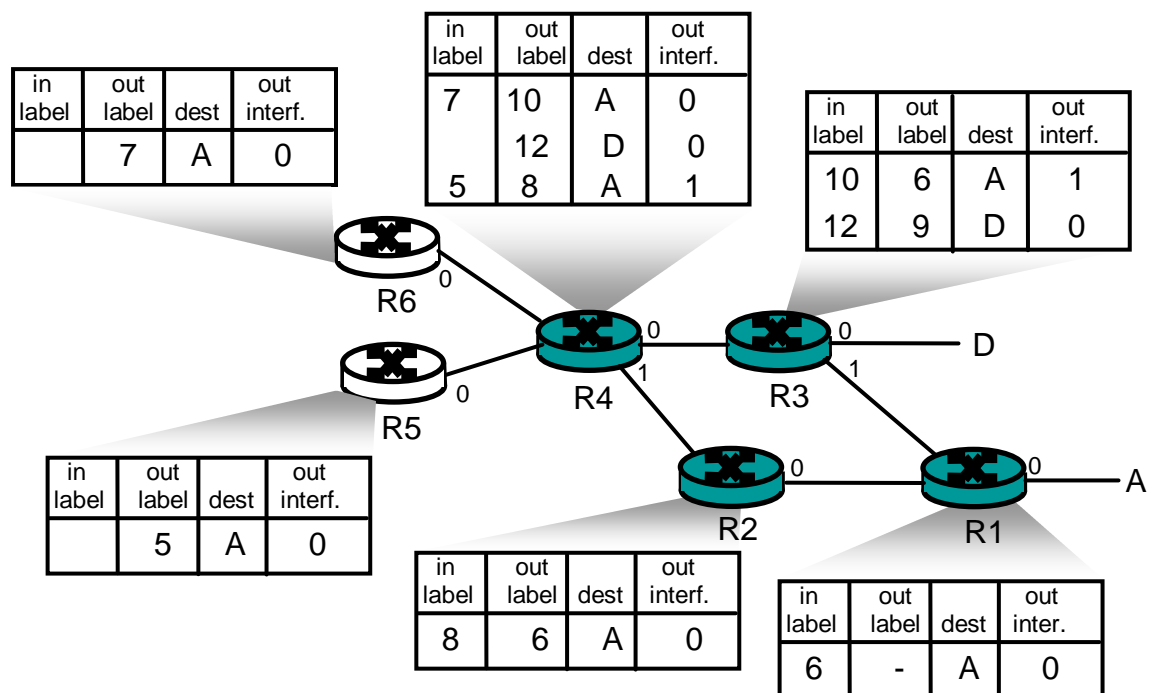 in out out
label label dest interf.
7 10 A 0
12 D 0
5 8 A 1
in out out
label label dest interf.
7 A 0
in out out
label label dest interf.
10 6 A 1
12 9 D 0
R6
0
R5
0
R4
0
1
R3
0
1
D
R2
0
R1
0
A
in out out
label label dest interf.
5 A 0
in out out
label label dest interf.
8 6 A 0
in out out
label label dest inter.
6 - A 0